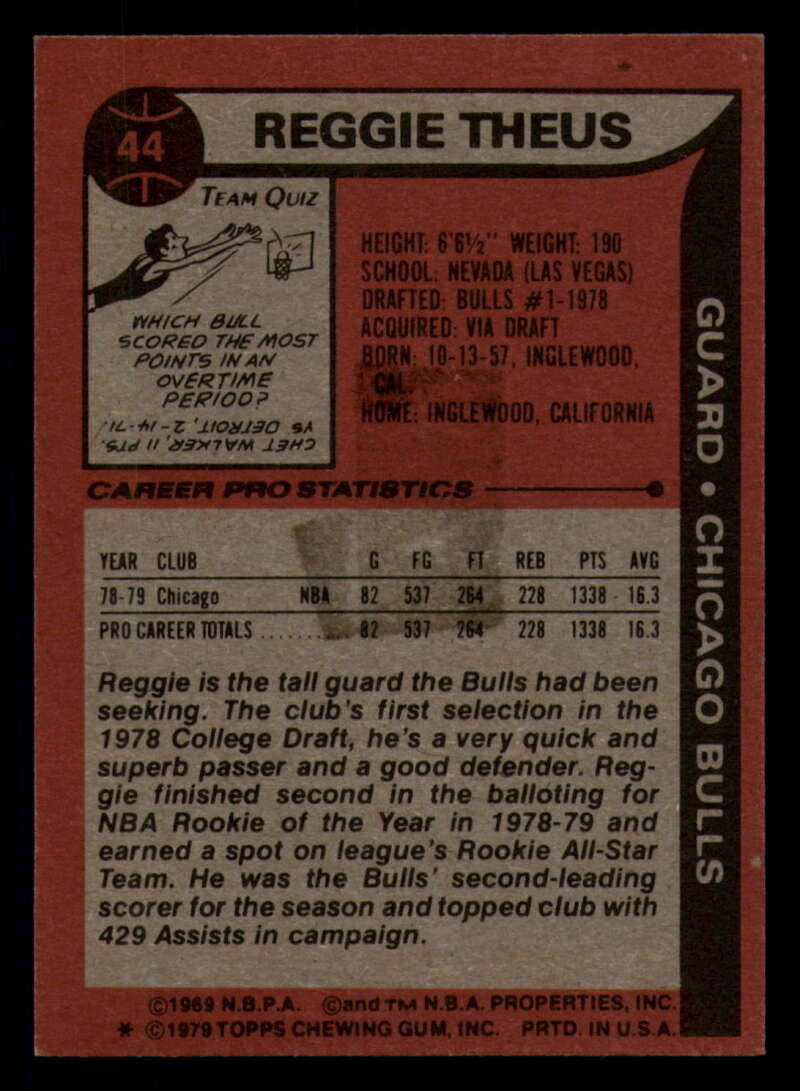 44
REGGIE THEUS
TEAM QUIZ
WHICH BULL
SCORED THE MOST
POINTS IN AN
OVERTIME
PERIOD?
CHET WALKER, 11 PTS.
VS DETROIT, 2-14-71.
HEIGHT: 6'6½" WEIGHT: 190
SCHOOL: NEVADA (LAS VEGAS)
DRAFTED: BULLS #1-1978
ACQUIRED: VIA DRAFT
BORN: 10-13-57, INGLEWOOD,
CAL.
HOME: INGLEWOOD, CALIFORNIA
GUARD • CHICAGO BULLS
CAREER PRO STATISTICS
YEAR CLUB G FG FT REB PTS AVG
78-79 Chicago NBA 82 537 264 228 1338 16.3
PRO CAREER TOTALS ........ 82 537 264 228 1338 16.3
Reggie is the tall guard the Bulls had been
seeking. The club's first selection in the
1978 College Draft, he's a very quick and
superb passer and a good defender. Reg-
gie finished second in the balloting for
NBA Rookie of the Year in 1978-79 and
earned a spot on league's Rookie All-Star
Team. He was the Bulls' second-leading
scorer for the season and topped club with
429 Assists in campaign.
©1969 N.B.P.A. ©and TM N.B.A. PROPERTIES, INC.
* ©1979 TOPPS CHEWING GUM, INC. PRTD. IN U.S.A.